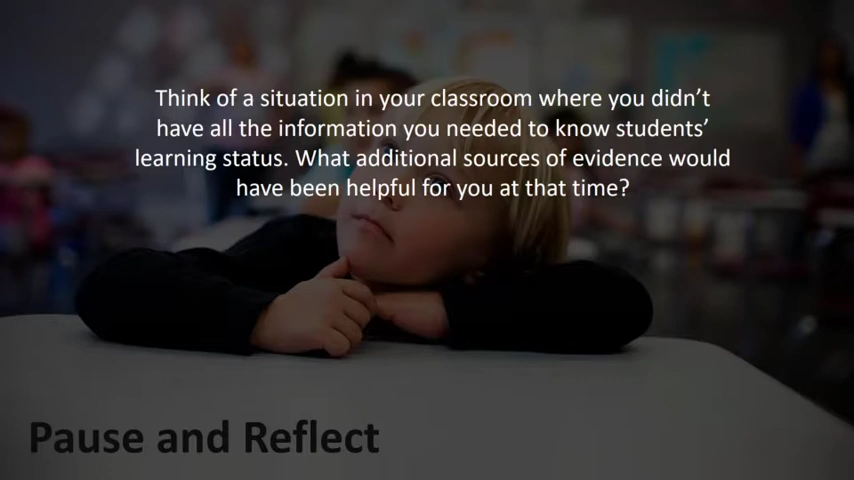 Think of a situation in your classroom where you didn’t
have all the information you needed to know students’
learning status. What additional sources of evidence would
have been helpful for you at that time?
Pause and Reflect